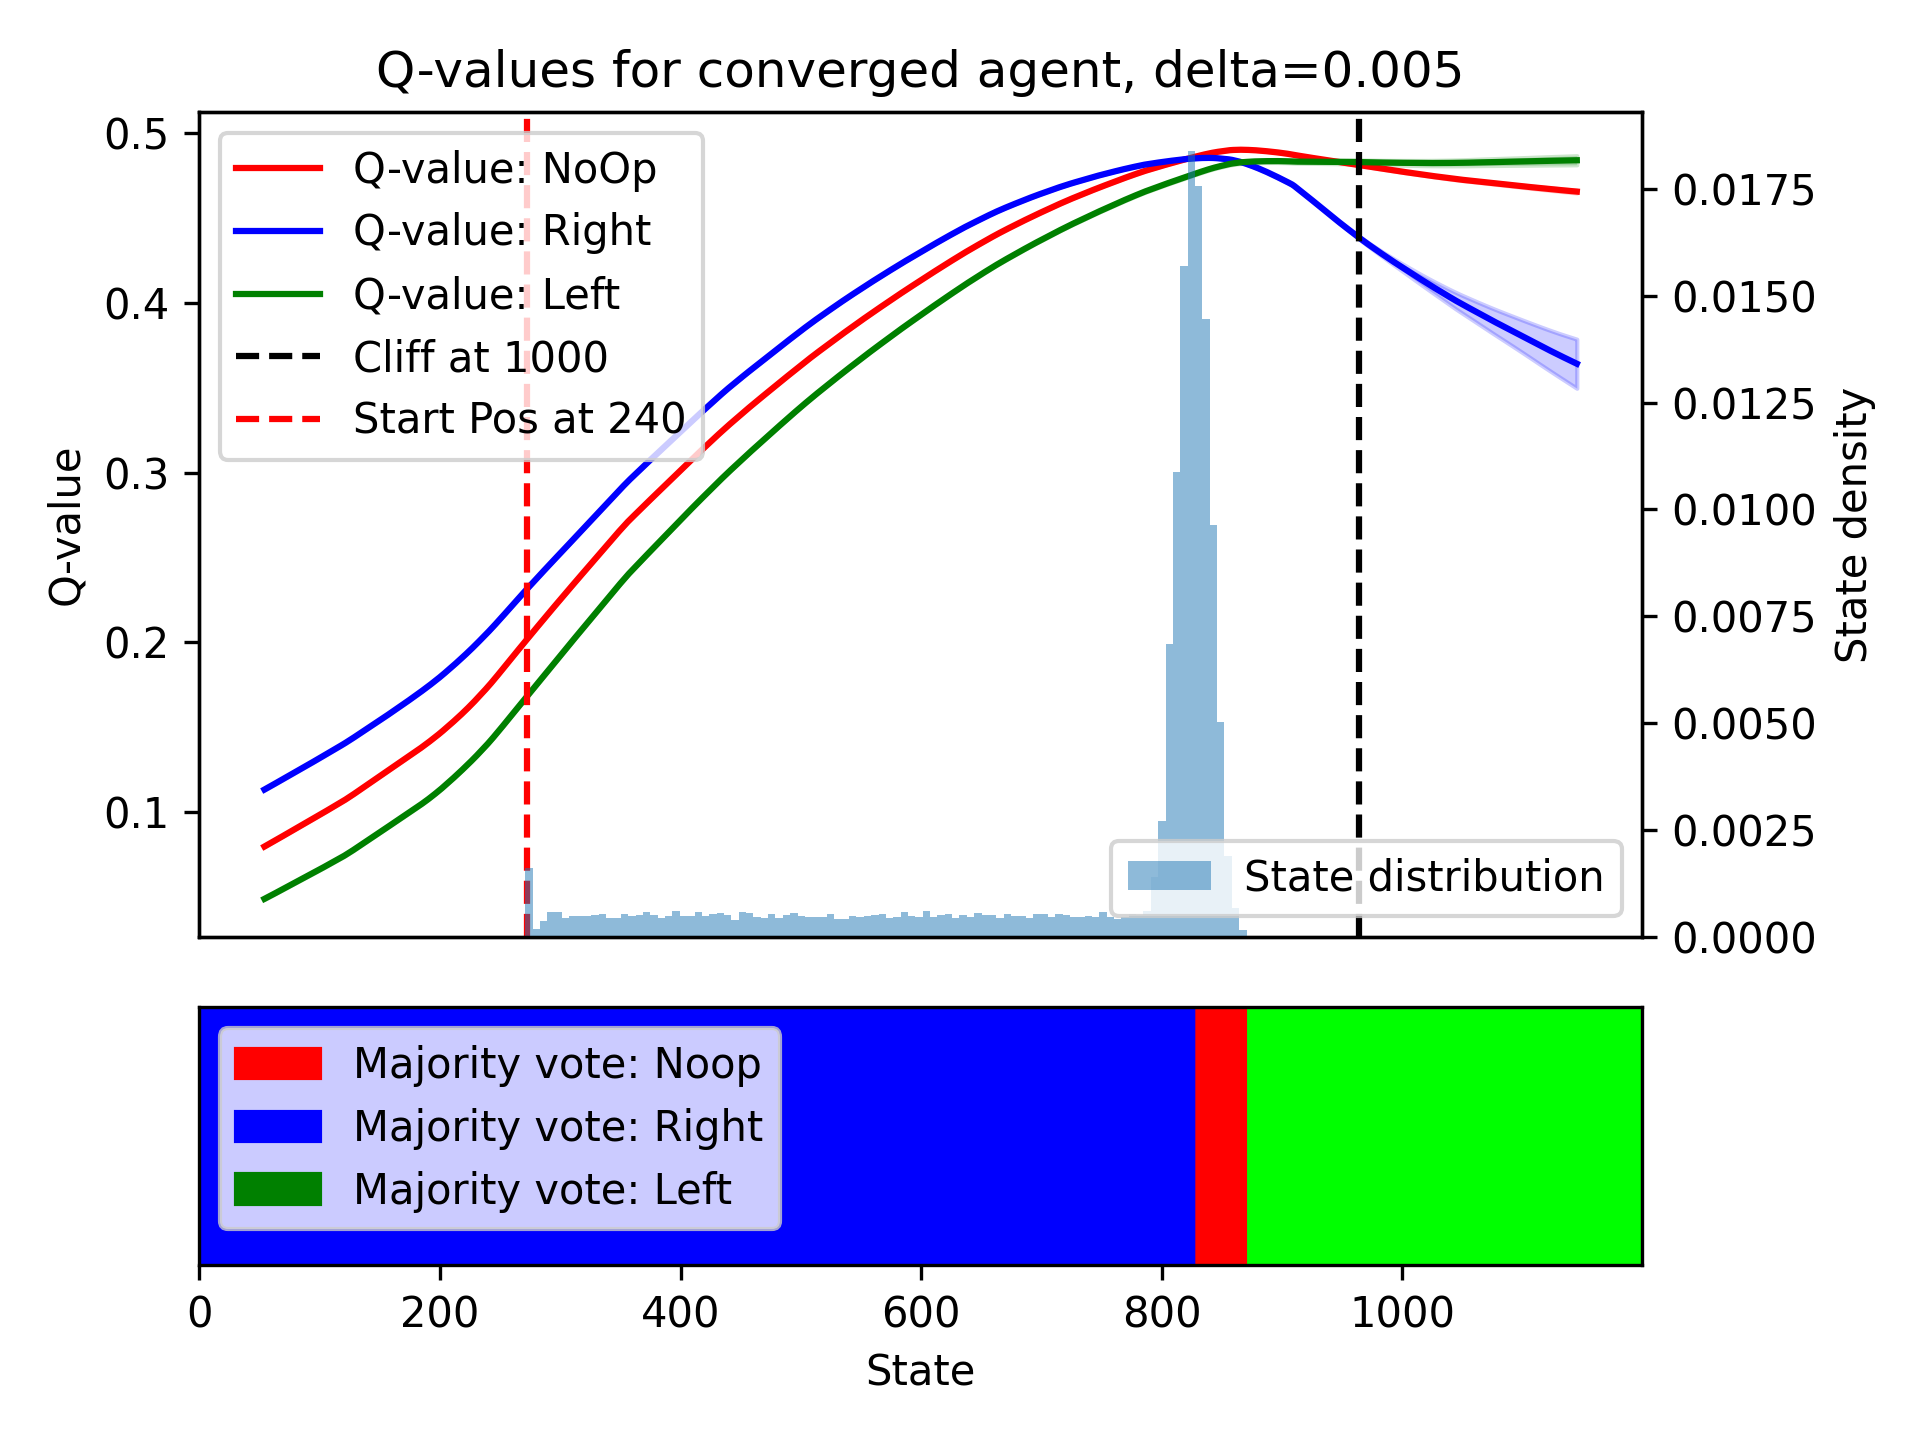 Q-values for converged agent, delta=0.005
0.5
0.4
0.3
0.2
0.1
Q-value
Q-value: NoOp
Q-value: Right
Q-value: Left
Cliff at 1000
Start Pos at 240
0.0175
0.0150
0.0125
0.0100
0.0075
0.0050
0.0025
0.0000
State density
State distribution
Majority vote: Noop
Majority vote: Right
Majority vote: Left
0 200 400 600 800 1000
State